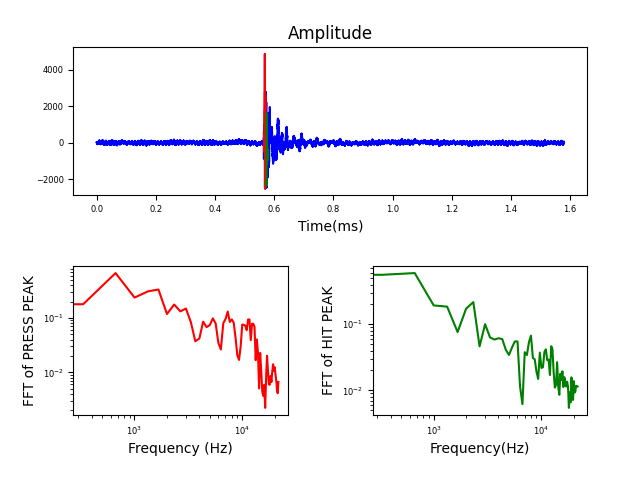 Amplitude
4000
2000
0
−2000
0.0 0.2 0.4 0.6 0.8 1.0 1.2 1.4 1.6
Time(ms)
FFT of PRESS PEAK
10⁻¹
10⁻²
10³ 10⁴
Frequency (Hz)
FFT of HIT PEAK
10⁻¹
10⁻²
10³ 10⁴
Frequency(Hz)